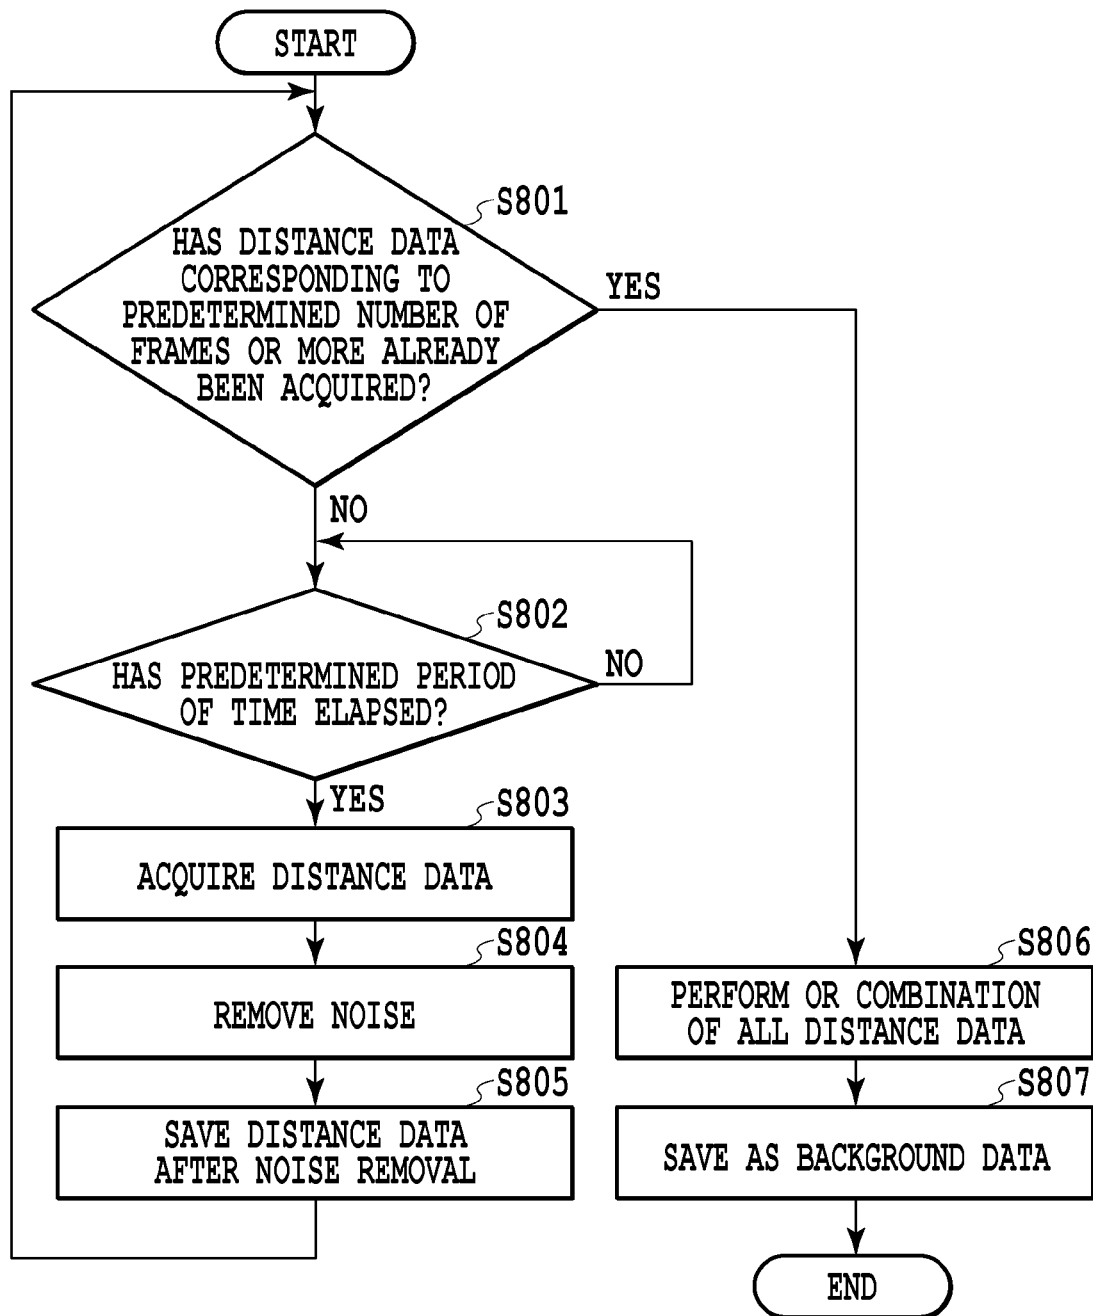 START
S801
HAS DISTANCE DATA
CORRESPONDING TO
PREDETERMINED NUMBER OF
FRAMES OR MORE ALREADY
BEEN ACQUIRED?
YES
NO
S802
HAS PREDETERMINED PERIOD
OF TIME ELAPSED?
NO
YES
S803
ACQUIRE DISTANCE DATA
S804
REMOVE NOISE
S805
SAVE DISTANCE DATA
AFTER NOISE REMOVAL
S806
PERFORM OR COMBINATION
OF ALL DISTANCE DATA
S807
SAVE AS BACKGROUND DATA
END